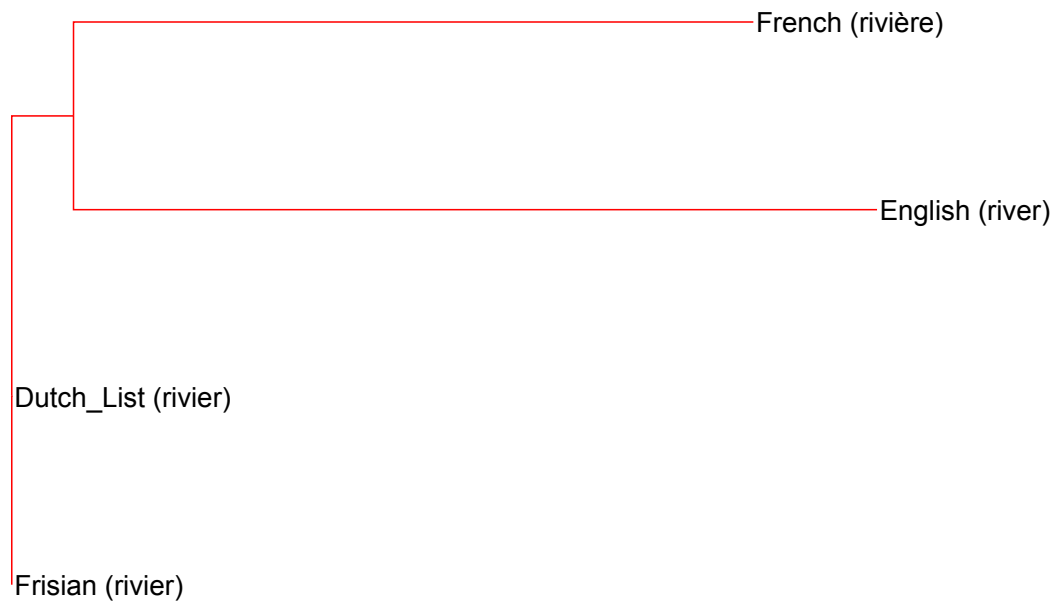 French (rivière)
English (river)
Dutch_List (rivier)
Frisian (rivier)